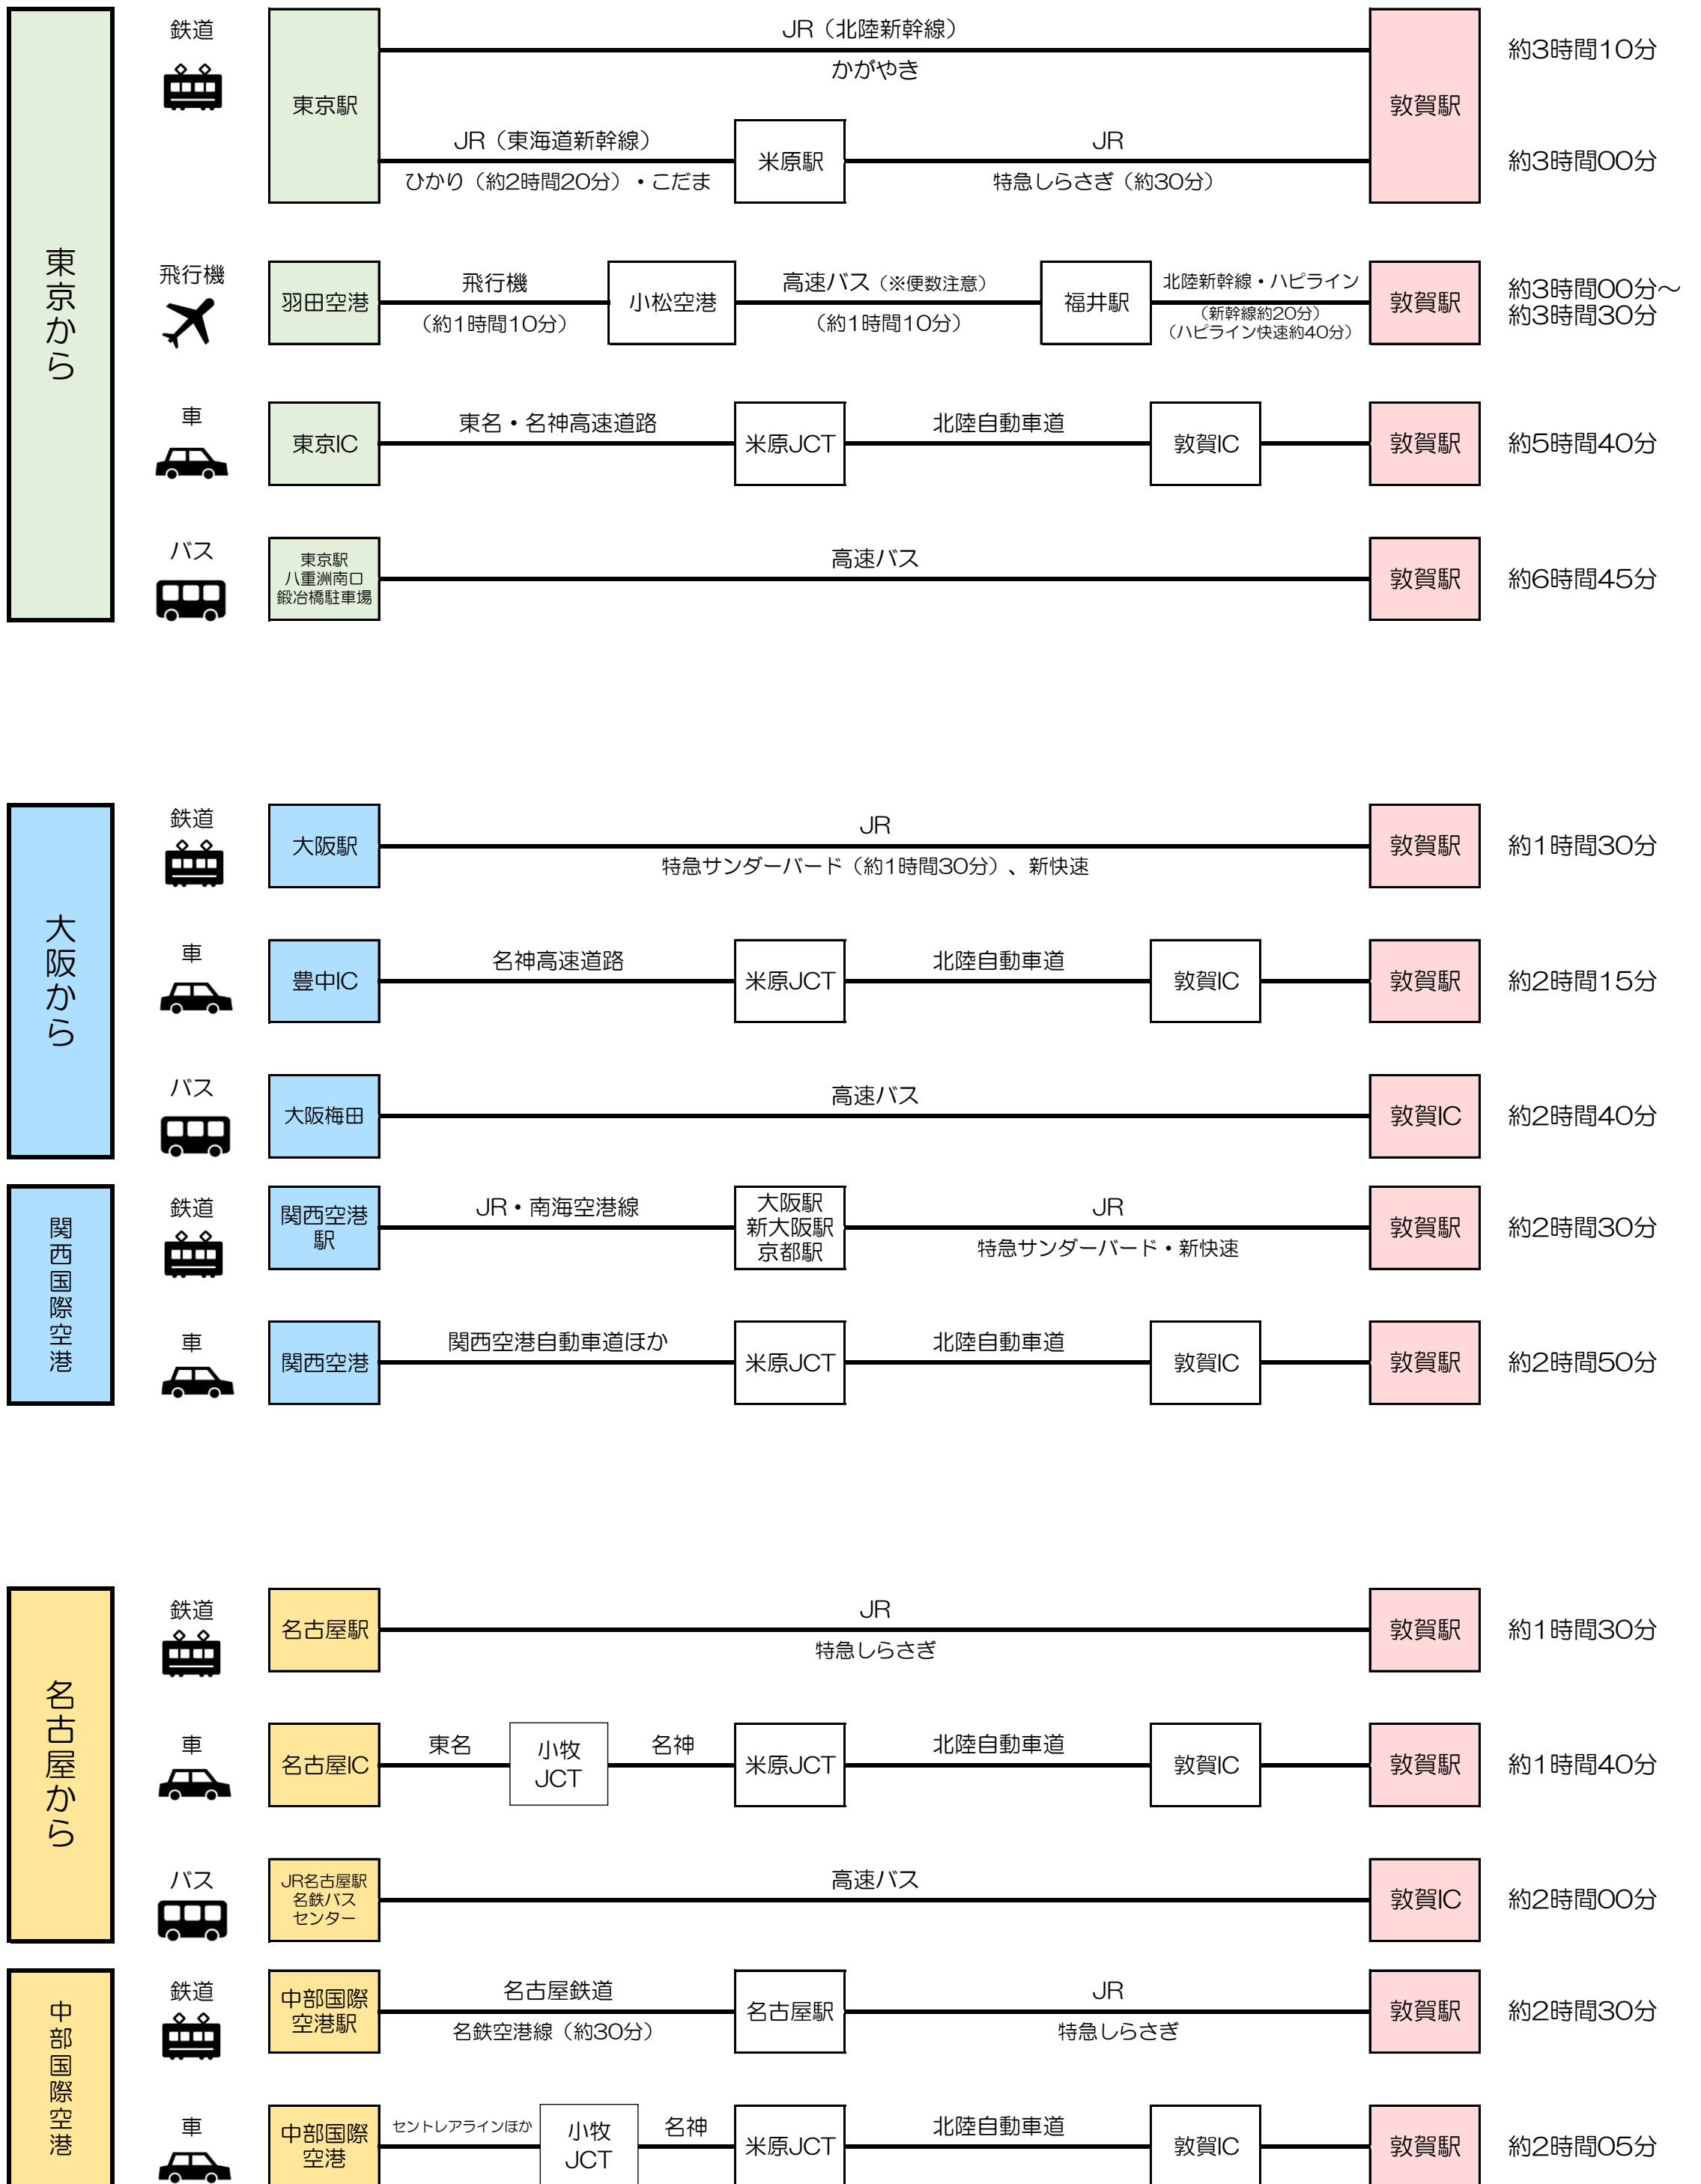 東京から
鉄道
東京駅
JR（北陸新幹線）
かがやき
敦賀駅
約3時間10分
JR（東海道新幹線）
ひかり（約2時間20分）・こだま
米原駅
JR
特急しらさぎ（約30分）
約3時間00分
飛行機
羽田空港
飛行機
（約1時間10分）
小松空港
高速バス（※便数注意）
（約1時間10分）
福井駅
北陸新幹線・ハピライン
（新幹線約20分）
（ハピライン快速約40分）
敦賀駅
約3時間00分～
約3時間30分
車
東京IC
東名・名神高速道路
米原JCT
北陸自動車道
敦賀IC
敦賀駅
約5時間40分
バス
東京駅
八重洲南口
鍛冶橋駐車場
高速バス
敦賀駅
約6時間45分
大阪から
鉄道
大阪駅
JR
特急サンダーバード（約1時間30分）、新快速
敦賀駅
約1時間30分
車
豊中IC
名神高速道路
米原JCT
北陸自動車道
敦賀IC
敦賀駅
約2時間15分
バス
大阪梅田
高速バス
敦賀IC
約2時間40分
関西国際空港
鉄道
関西空港
駅
JR・南海空港線
大阪駅
新大阪駅
京都駅
JR
特急サンダーバード・新快速
敦賀駅
約2時間30分
車
関西空港
関西空港自動車道ほか
米原JCT
北陸自動車道
敦賀IC
敦賀駅
約2時間50分
名古屋から
鉄道
名古屋駅
JR
特急しらさぎ
敦賀駅
約1時間30分
車
名古屋IC
東名
小牧
JCT
名神
米原JCT
北陸自動車道
敦賀IC
敦賀駅
約1時間40分
バス
JR名古屋駅
名鉄バス
センター
高速バス
敦賀IC
約2時間00分
中部国際空港
鉄道
中部国際
空港駅
名古屋鉄道
名鉄空港線（約30分）
名古屋駅
JR
特急しらさぎ
敦賀駅
約2時間30分
車
中部国際
空港
セントレアラインほか
小牧
JCT
名神
米原JCT
北陸自動車道
敦賀IC
敦賀駅
約2時間05分